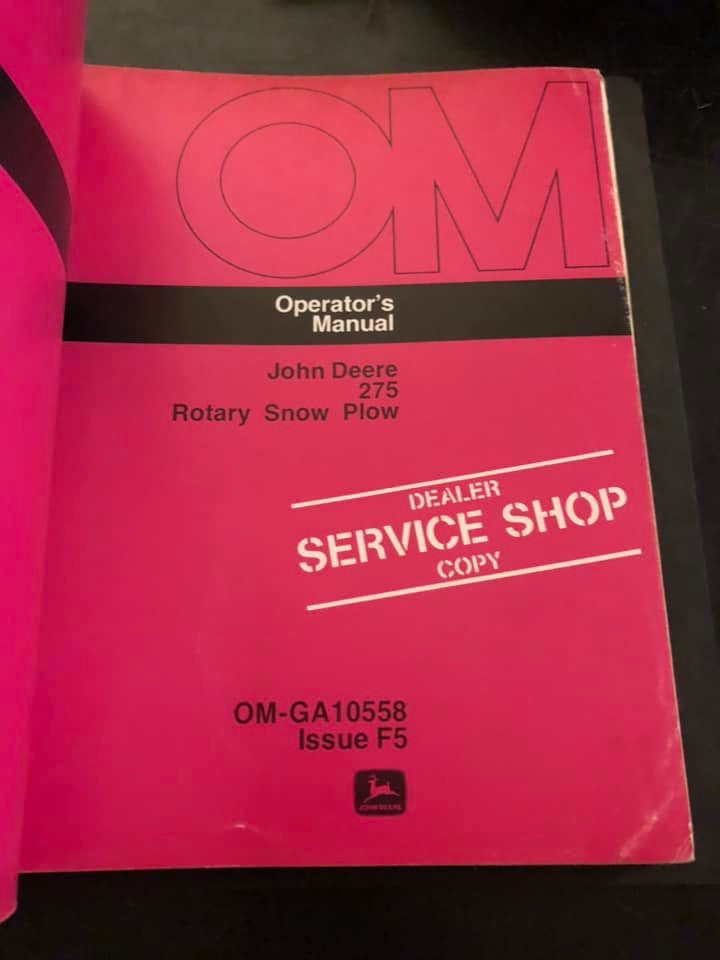 OM
Operator's
Manual
John Deere
275
Rotary Snow Plow
DEALER
SERVICE SHOP
COPY
OM-GA10558
Issue F5
JOHN DEERE